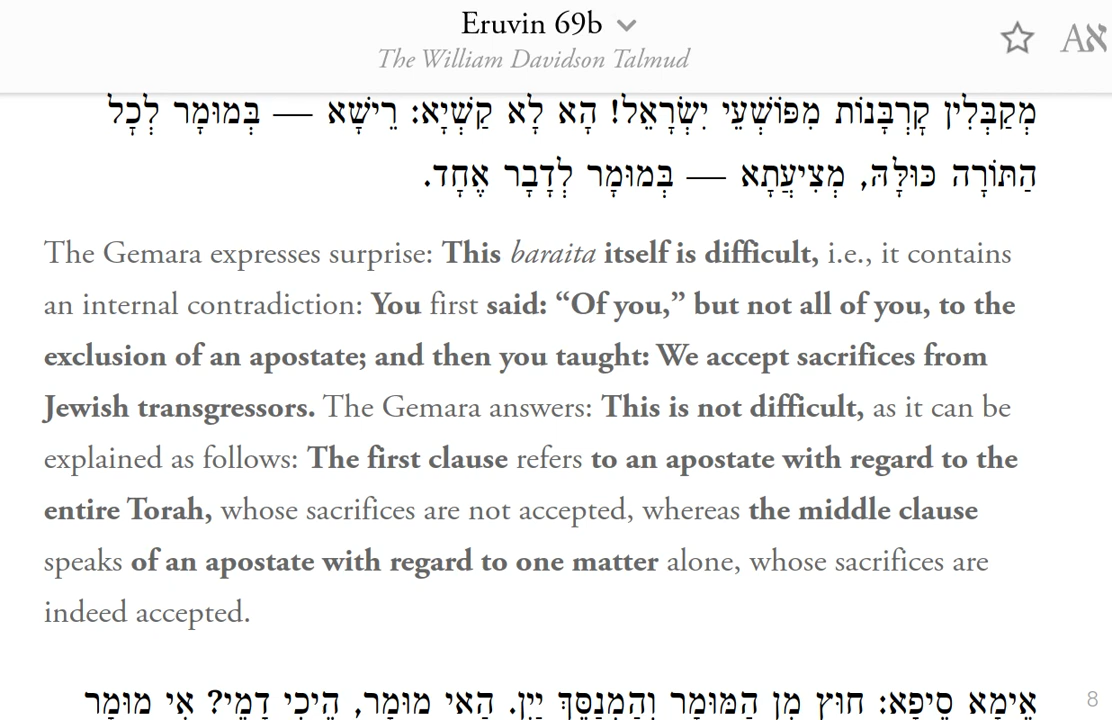 Eruvin 69b
The William Davidson Talmud
Aא
מְקַבְּלִין קָרְבָּנוֹת מִפּוֹשְׁעֵי יִשְׂרָאֵל! הָא לָא קַשְׁיָא: רֵישָׁא — בְּמוּמָר לְכָל
הַתּוֹרָה כּוּלָּהּ, מְצִיעֲתָא — בְּמוּמָר לְדָבָר אֶחָד.
The Gemara expresses surprise: This baraita itself is difficult, i.e., it contains
an internal contradiction: You first said: “Of you,” but not all of you, to the
exclusion of an apostate; and then you taught: We accept sacrifices from
Jewish transgressors. The Gemara answers: This is not difficult, as it can be
explained as follows: The first clause refers to an apostate with regard to the
entire Torah, whose sacrifices are not accepted, whereas the middle clause
speaks of an apostate with regard to one matter alone, whose sacrifices are
indeed accepted.
אֵימָא סֵיפָא: חוּץ מִן הַמּוּמָר וְהַמְנַסֵּךְ יַיִן. הַאי מוּמָר, הֵיכִי דָמֵי? אִי מוּמָר
8